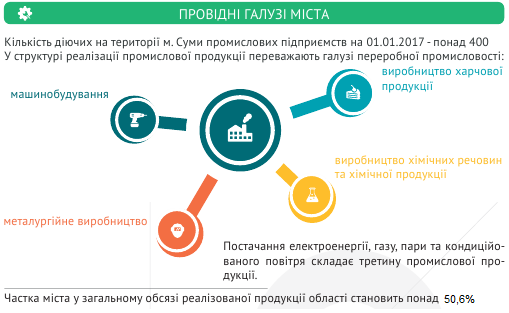 ПРОВІДНІ ГАЛУЗІ МІСТА
Кількість діючих на території м. Суми промислових підприємств на 01.01.2017 - понад 400
У структурі реалізації промислової продукції переважають галузі переробної промисловості:
виробництво харчової
продукції
машинобудування
виробництво хімічних речовин
та хімічної продукції
металургійне виробництво
Постачання електроенергії, газу, пари та кондиційо-
ваного повітря складає третину промислової про-
дукції.
Частка міста у загальному обсязі реалізованої продукції області становить понад 50,6%